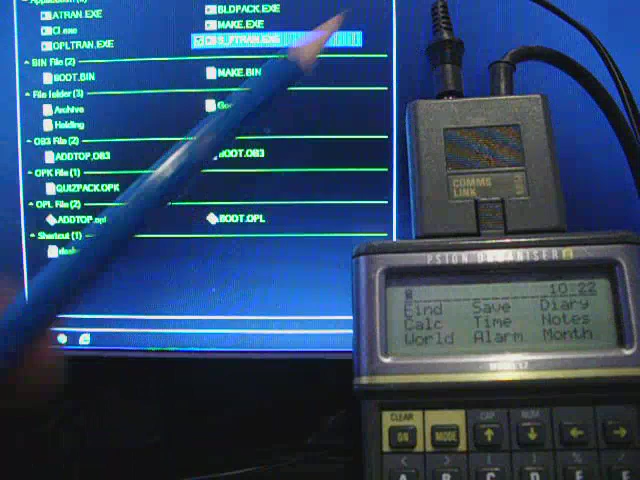 Application
BLDPACK.EXE
ATRAN.EXE
MAKE.EXE
CI.exe
OPLTRAN.EXE
BIN File (2)
BOOT.BIN
MAKE.BIN
File folder (3)
Archive
Holding
OB3 File (2)
ADDTOP.OB3
BOOT.OB3
OPK File (1)
QUIZPACK.OPK
OPL File (2)
ADDTOP.opl
BOOT.OPL
Shortcut (1)
COMMS
LINK
PSION ORGANISER II
10:22
Find Save Diary
Calc Time Notes
World Alarm Month
MODEL LZ
CLEAR
ON
MODE
CAP
NUM